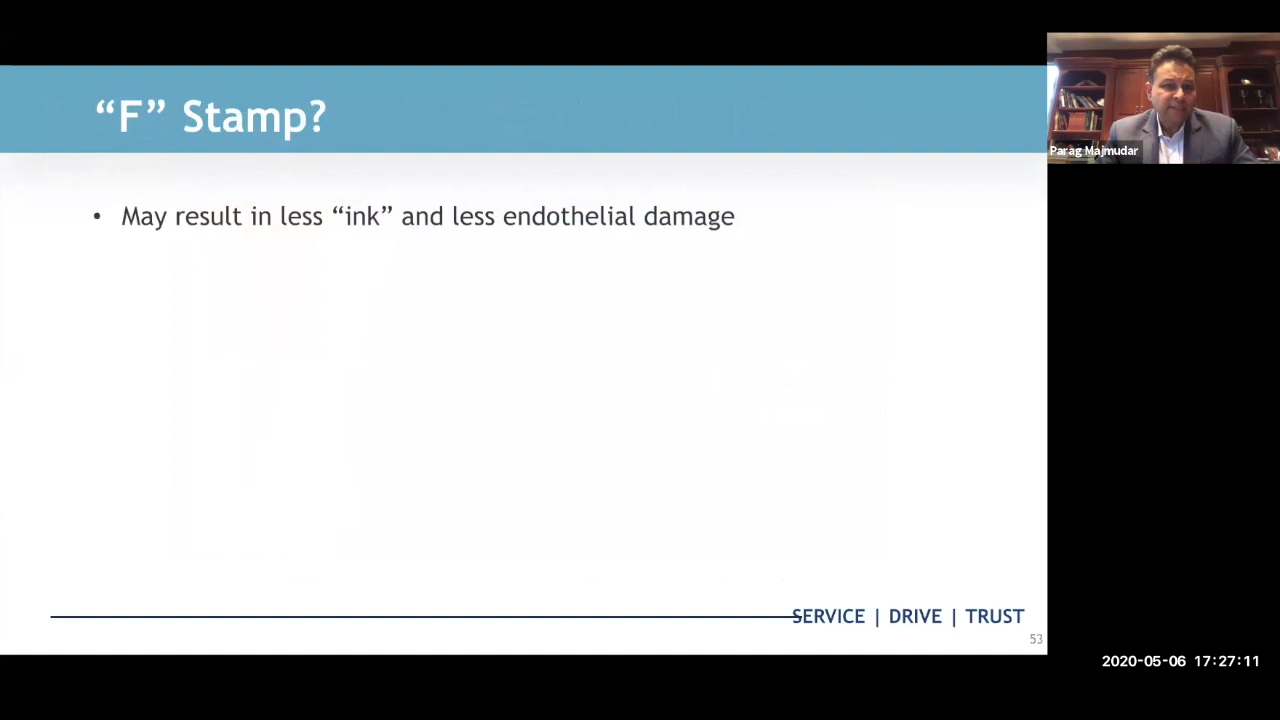 “F” Stamp?
Parag Majmudar
• May result in less “ink” and less endothelial damage
SERVICE | DRIVE | TRUST
53
2020-05-06 17:27:11